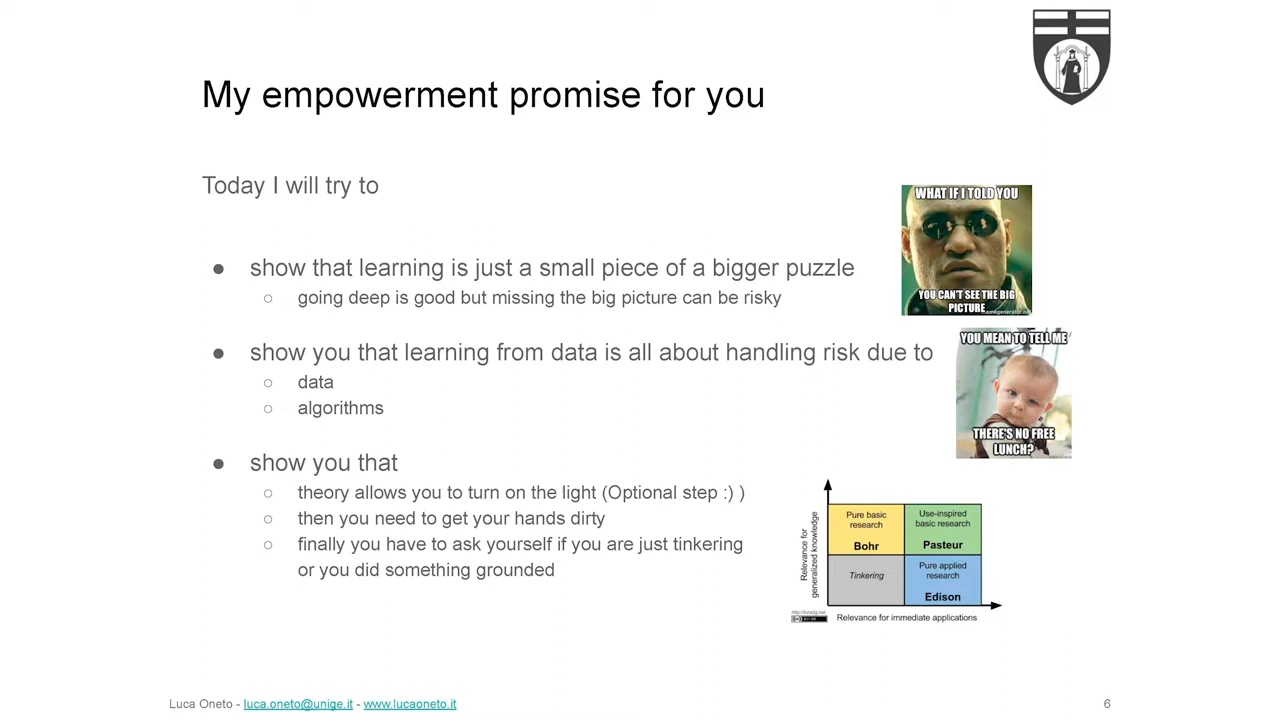 My empowerment promise for you
Today I will try to
● show that learning is just a small piece of a bigger puzzle
○ going deep is good but missing the big picture can be risky
WHAT IF I TOLD YOU
YOU CAN'T SEE THE BIG
PICTURE
memegenerator.net
● show you that learning from data is all about handling risk due to
○ data
○ algorithms
YOU MEAN TO TELL ME
THERE'S NO FREE
LUNCH?
● show you that
○ theory allows you to turn on the light (Optional step :) )
○ then you need to get your hands dirty
○ finally you have to ask yourself if you are just tinkering
or you did something grounded
Relevance for
generalized knowledge
Pure basic
research
Bohr
Use-inspired
basic research
Pasteur
Tinkering
Pure applied
research
Edison
Relevance for immediate applications
Luca Oneto - luca.oneto@unige.it - www.lucaoneto.it
6